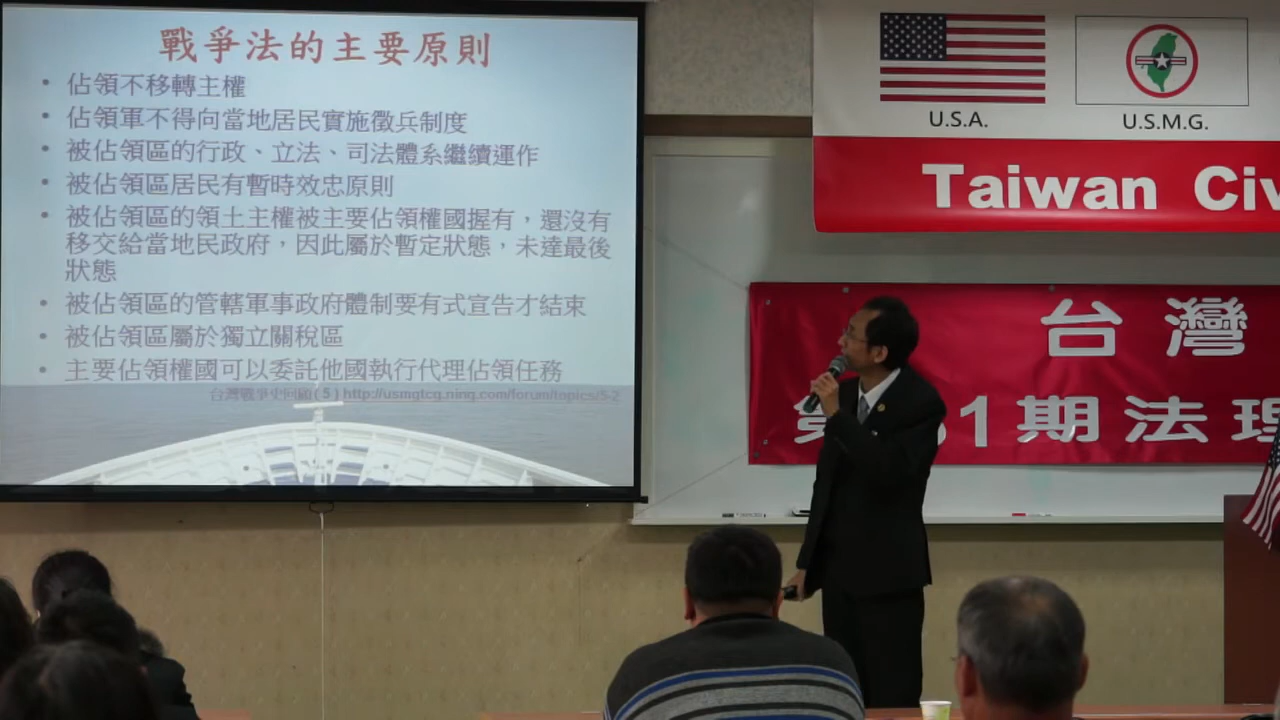 戰爭法的主要原則
• 佔領不移轉主權
• 佔領軍不得向當地居民實施徵兵制度
• 被佔領區的行政、立法、司法體系繼續運作
• 被佔領區居民有暫時效忠原則
• 被佔領區的領土主權被主要佔領權國握有，還沒有
移交給當地民政府，因此屬於暫定狀態，未達最後
狀態
• 被佔領區的管轄軍事政府體制要有式宣告才結束
• 被佔領區屬於獨立關稅區
• 主要佔領權國可以委託他國執行代理佔領任務
台灣戰爭史回顧(5) http://usmgtcg.ning.com/forum/topics/5-2
U.S.A.
U.S.M.G.
Taiwan Civ
台灣
1期法理